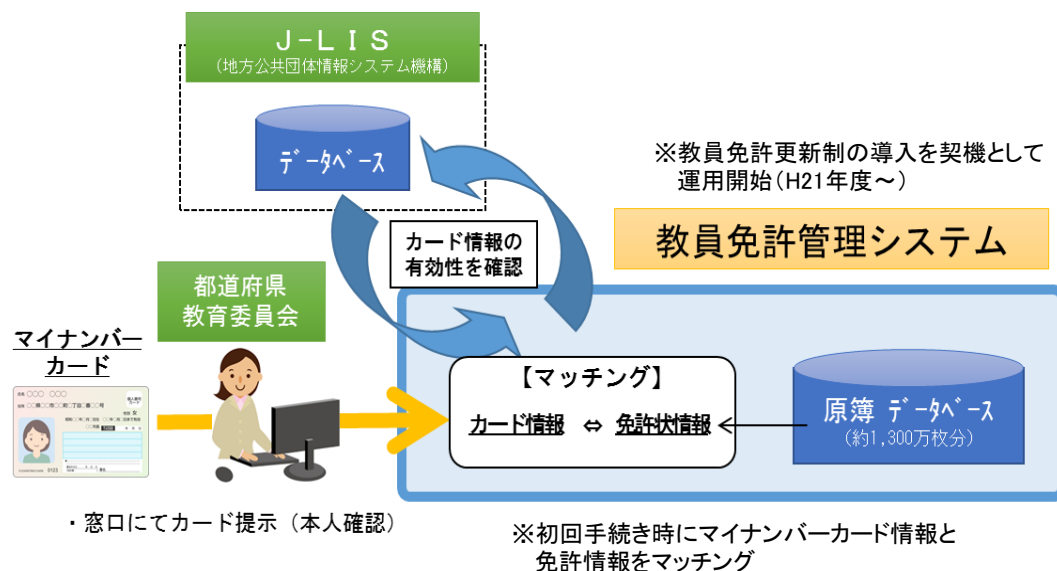 J-LIS
(地方公共団体情報システム機構)
データベース
※教員免許更新制の導入を契機として
運用開始(H21年度~)
教員免許管理システム
カード情報の
有効性を確認
都道府県
教育委員会
マイナンバー
カード
【マッチング】
カード情報 ⇔ 免許状情報
原簿 データベース
(約1,300万枚分)
・窓口にてカード提示(本人確認)
※初回手続き時にマイナンバーカード情報と
免許情報をマッチング